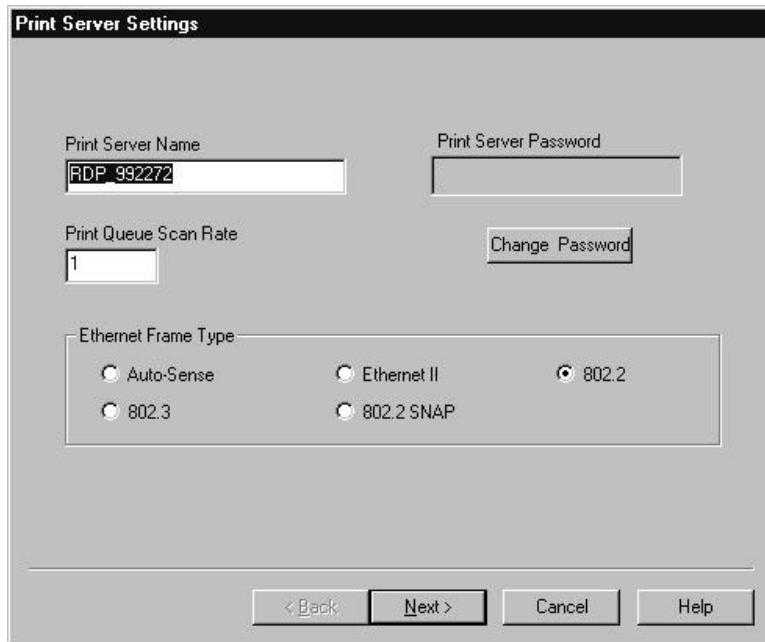 Print Server Settings
Print Server Name
Print Server Password
RDP_992272
Print Queue Scan Rate
Change Password
1
Ethernet Frame Type
Auto-Sense
Ethernet II
802.2
802.3
802.2 SNAP
< Back
Next >
Cancel
Help